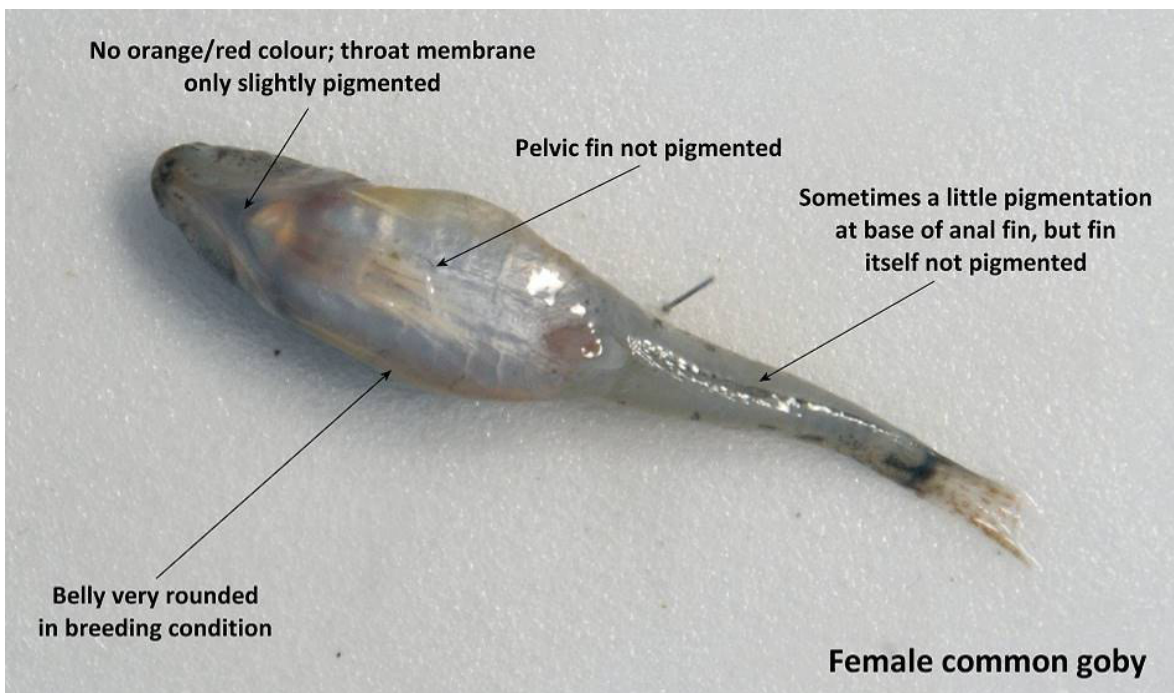 No orange/red colour; throat membrane
only slightly pigmented
Pelvic fin not pigmented
Sometimes a little pigmentation
at base of anal fin, but fin
itself not pigmented
Belly very rounded
in breeding condition
Female common goby